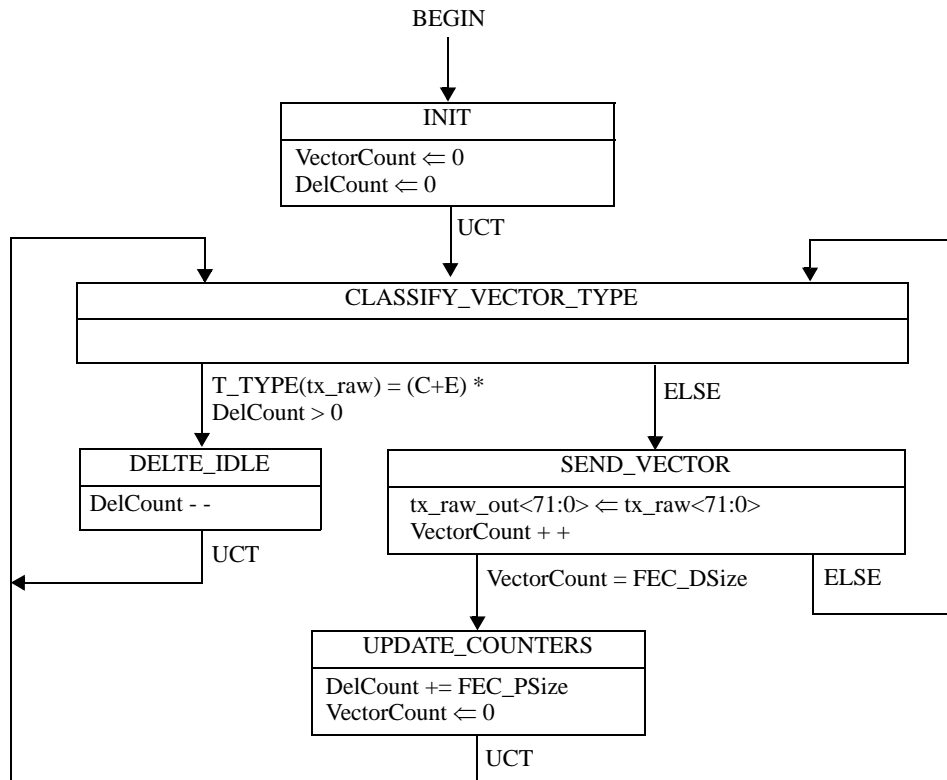 BEGIN
INIT
VectorCount ⇐ 0
DelCount ⇐ 0
UCT
CLASSIFY_VECTOR_TYPE
T_TYPE(tx_raw) = (C+E) *
DelCount > 0
ELSE
DELTE_IDLE
DelCount - -
UCT
SEND_VECTOR
tx_raw_out<71:0> ⇐ tx_raw<71:0>
VectorCount + +
VectorCount = FEC_DSize
ELSE
UPDATE_COUNTERS
DelCount += FEC_PSize
VectorCount ⇐ 0
UCT